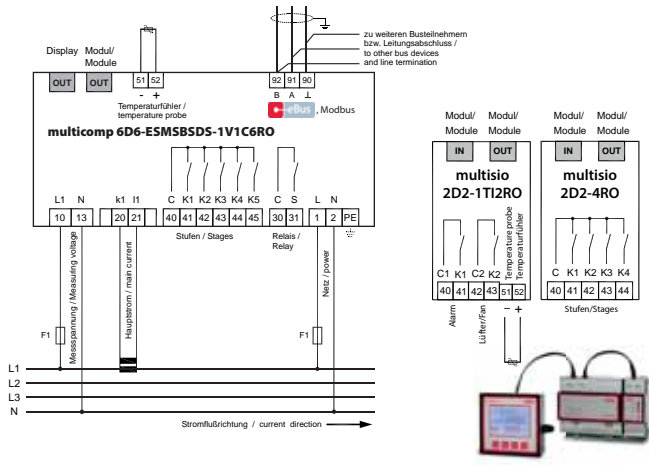 zu weiteren Busteilnehmern
bzw. Leitungsabschluss /
to other bus devices
and line termination
Display
Modul/
Module
OUT
OUT
51 52
- +
Temperaturfühler /
temperature probe
92 91 90
B A ⊥
eBus , Modbus
multicomp 6D6-ESMSBSDS-1V1C6RO
L1 N
k1 l1
C K1 K2 K3 K4 K5
C S
L N
10 13
20 21
40 41 42 43 44 45
30 31
1 2 PE
Stufen / Stages
Relais /
Relay
Messspannung / Measuring voltage
Hauptstrom / main current
Netz / power
F1
F1
L1
L2
L3
N
Stromflußrichtung / current direction
Modul/
Module
Modul/
Module
IN
OUT
multisio
2D2-1TI2RO
C1 K1 C2 K2
Temperature probe
Temperaturfühler
40 41 42 43 51 52
Alarm
Lüfter/Fan
- +
Modul/
Module
Modul/
Module
IN
OUT
multisio
2D2-4RO
C K1 K2 K3 K4
40 41 42 43 44
Stufen/Stages